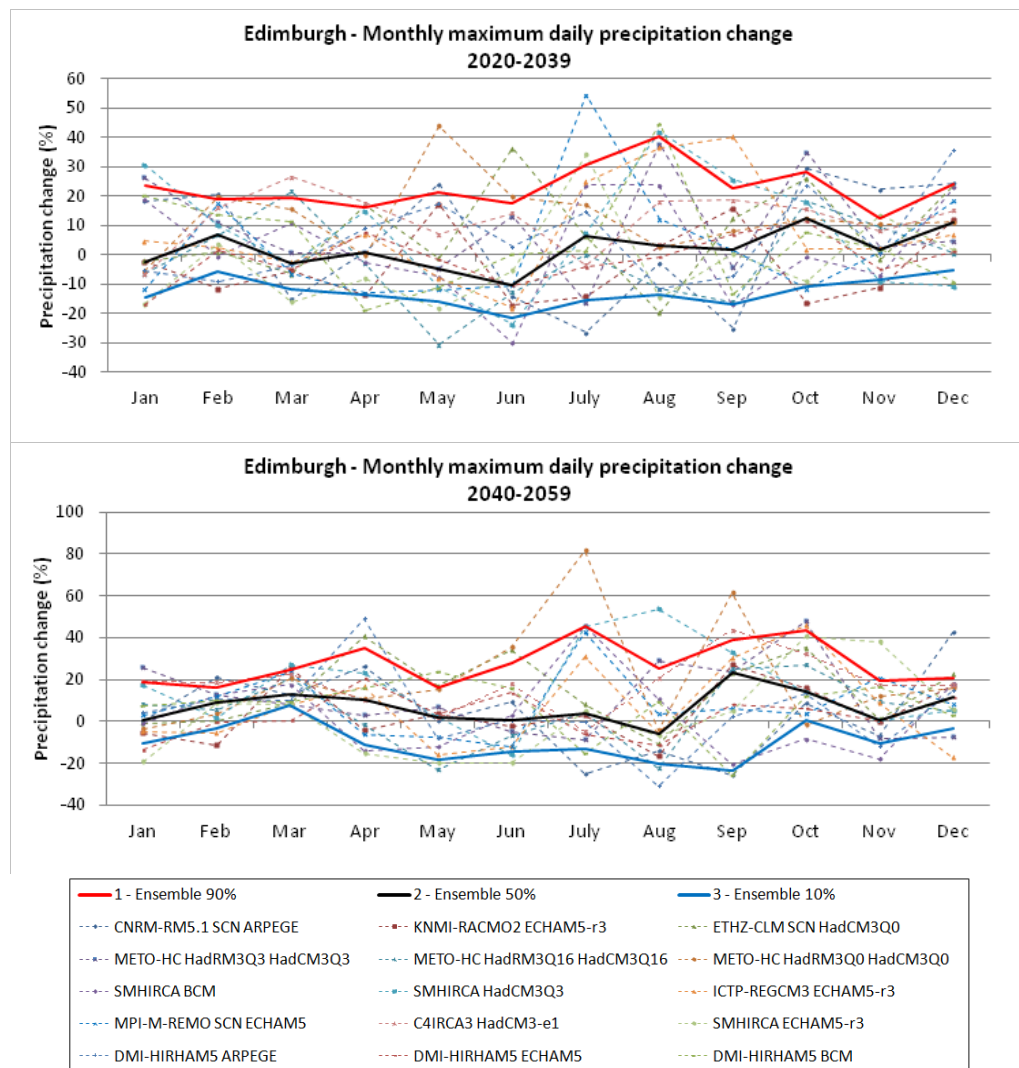 Edinburgh - Monthly maximum daily precipitation change
2020-2039
Precipitation change (%)
60
50
40
30
20
10
0
-10
-20
-30
-40
Jan Feb Mar Apr May Jun July Aug Sep Oct Nov Dec
Edinburgh - Monthly maximum daily precipitation change
2040-2059
Precipitation change (%)
100
80
60
40
20
0
-20
-40
Jan Feb Mar Apr May Jun July Aug Sep Oct Nov Dec
1 - Ensemble 90% 2 - Ensemble 50% 3 - Ensemble 10%
CNRM-RM5.1 SCN ARPEGE KNMI-RACMO2 ECHAM5-r3 ETHZ-CLM SCN HadCM3Q0
METO-HC HadRM3Q3 HadCM3Q3 METO-HC HadRM3Q16 HadCM3Q16 METO-HC HadRM3Q0 HadCM3Q0
SMHIRCA BCM SMHIRCA HadCM3Q3 ICTP-REGCM3 ECHAM5-r3
MPI-M-REMO SCN ECHAM5 C4IRCA3 HadCM3-e1 SMHIRCA ECHAM5-r3
DMI-HIRHAM5 ARPEGE DMI-HIRHAM5 ECHAM5 DMI-HIRHAM5 BCM